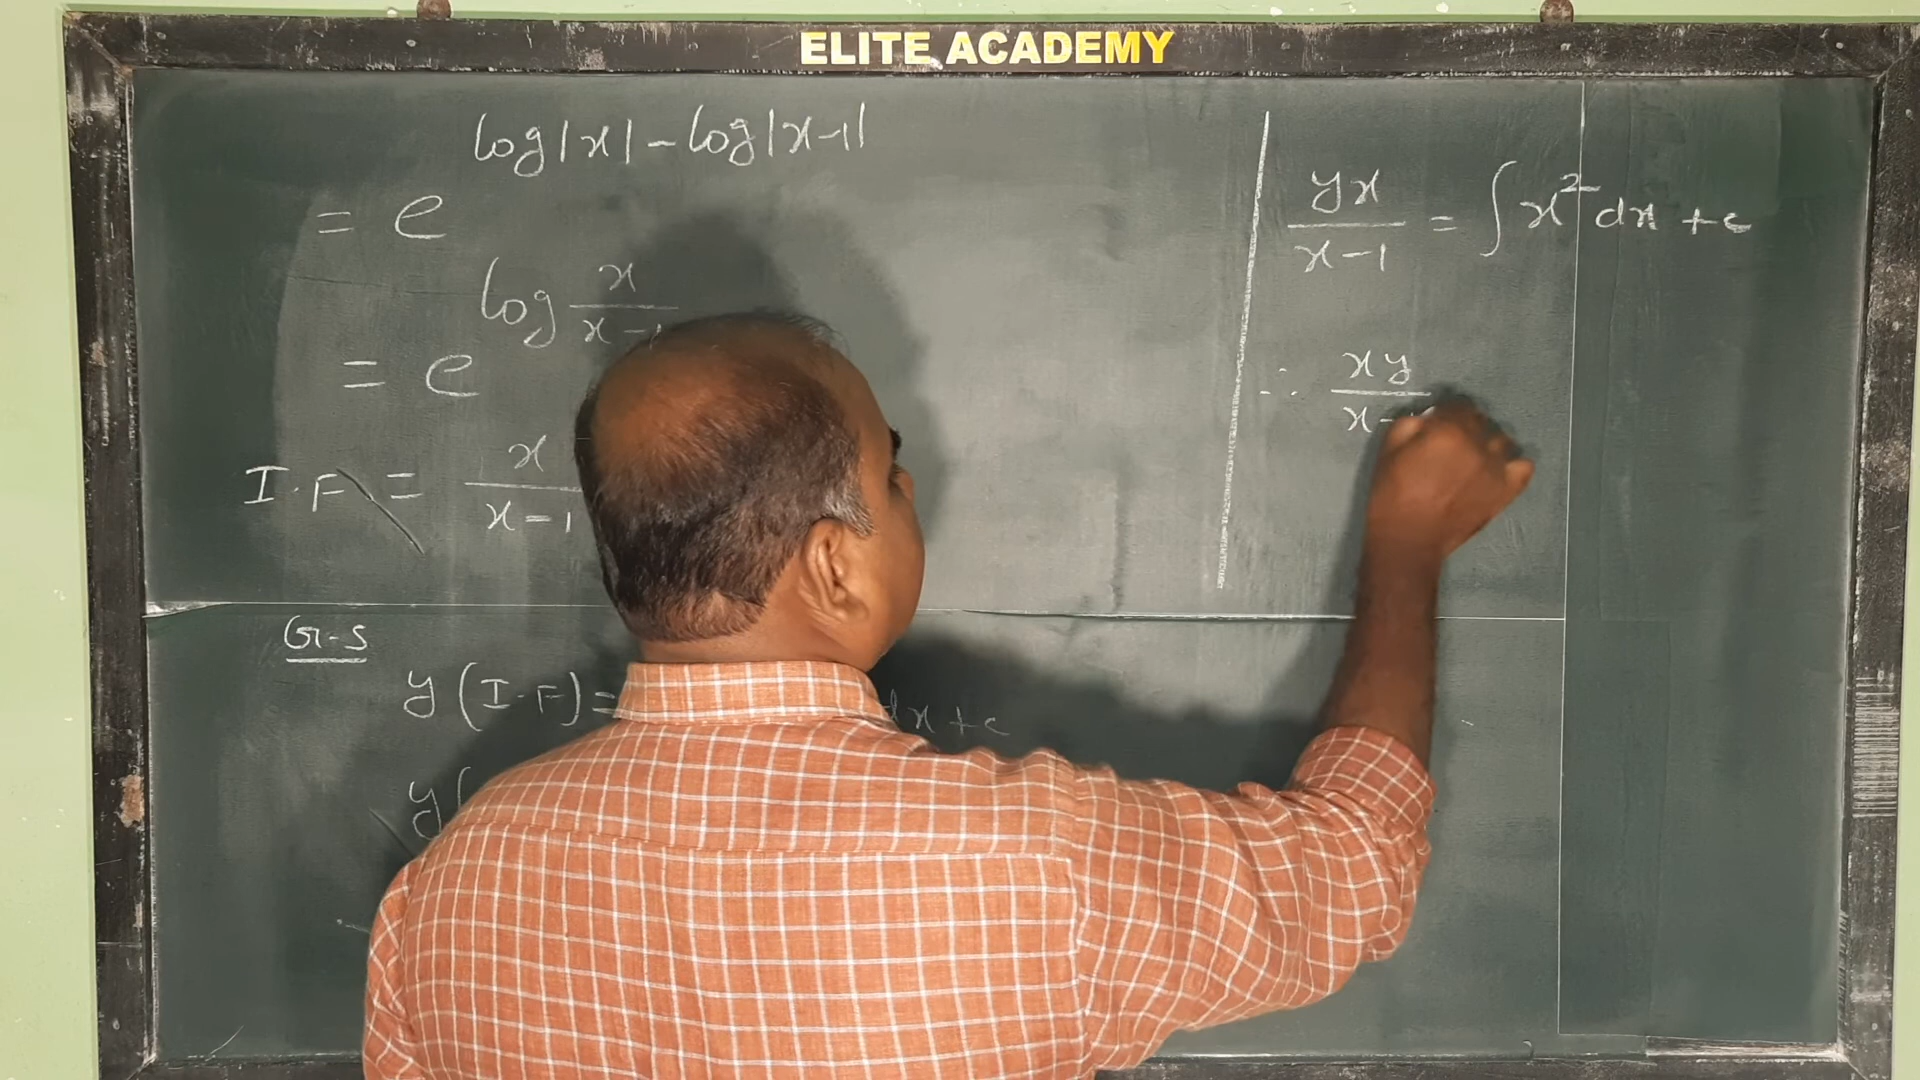 ELITE ACADEMY
= e^{log|x| - log|x-1|}
= e^{log x/(x-1)}
I.F = x/(x-1)
G-S
y (I.F) = dx + c
y(
yx/(x-1) = ∫ x² dx + c
∴ xy/(x-